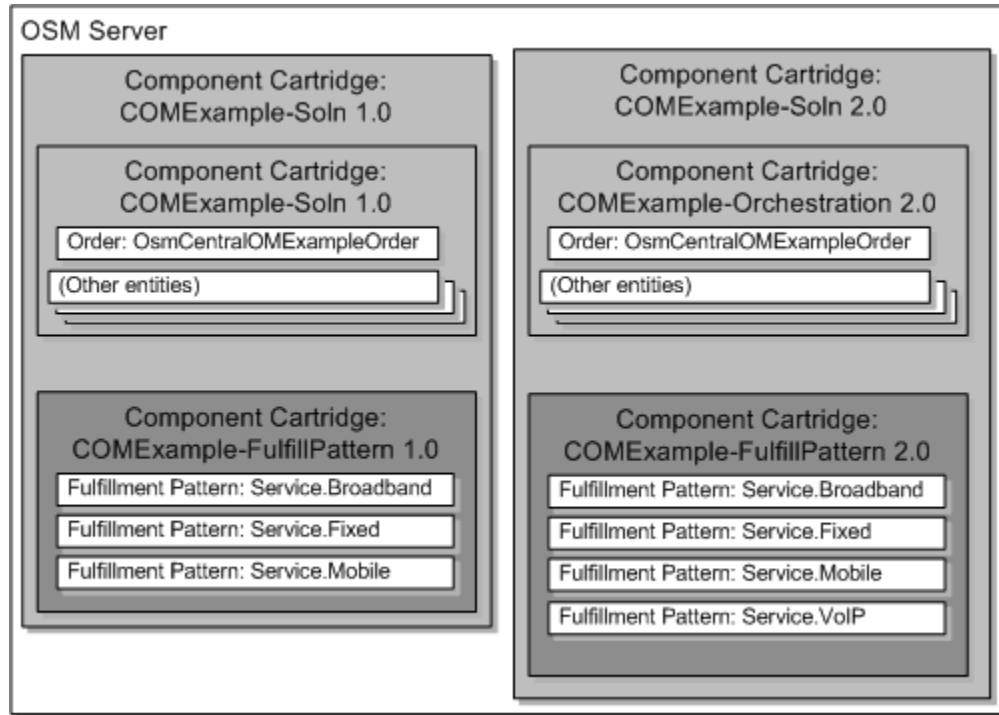 OSM Server
Component Cartridge:
COMExample-Soln 1.0
Component Cartridge:
COMExample-Soln 1.0
Order: OsmCentralOMExampleOrder
(Other entities)
Component Cartridge:
COMExample-FulfillPattern 1.0
Fulfillment Pattern: Service.Broadband
Fulfillment Pattern: Service.Fixed
Fulfillment Pattern: Service.Mobile
Component Cartridge:
COMExample-Soln 2.0
Component Cartridge:
COMExample-Orchestration 2.0
Order: OsmCentralOMExampleOrder
(Other entities)
Component Cartridge:
COMExample-FulfillPattern 2.0
Fulfillment Pattern: Service.Broadband
Fulfillment Pattern: Service.Fixed
Fulfillment Pattern: Service.Mobile
Fulfillment Pattern: Service.VoIP